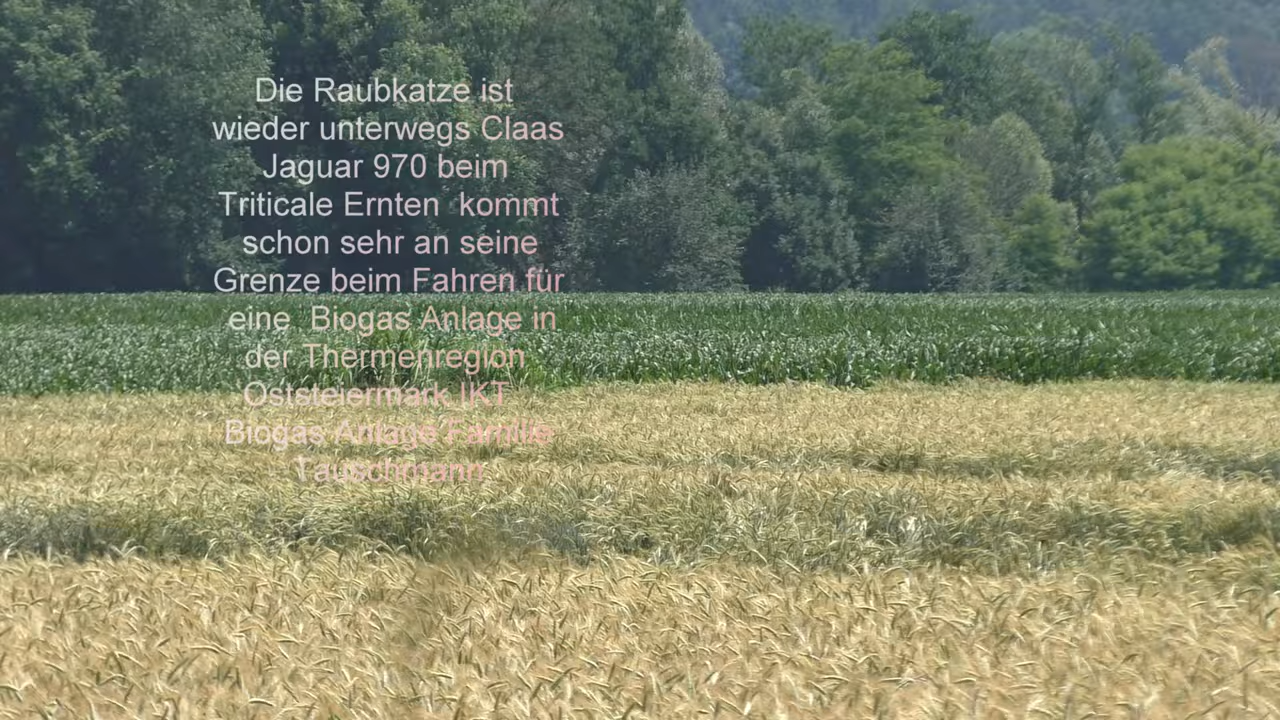 Die Raubkatze ist
wieder unterwegs Claas
Jaguar 970 beim
Triticale Ernten  kommt
schon sehr an seine
Grenze beim Fahren für
eine  Biogas Anlage in
der Thermenregion
Oststeiermark IKT
Biogas Anlage Familie
Tauschmann